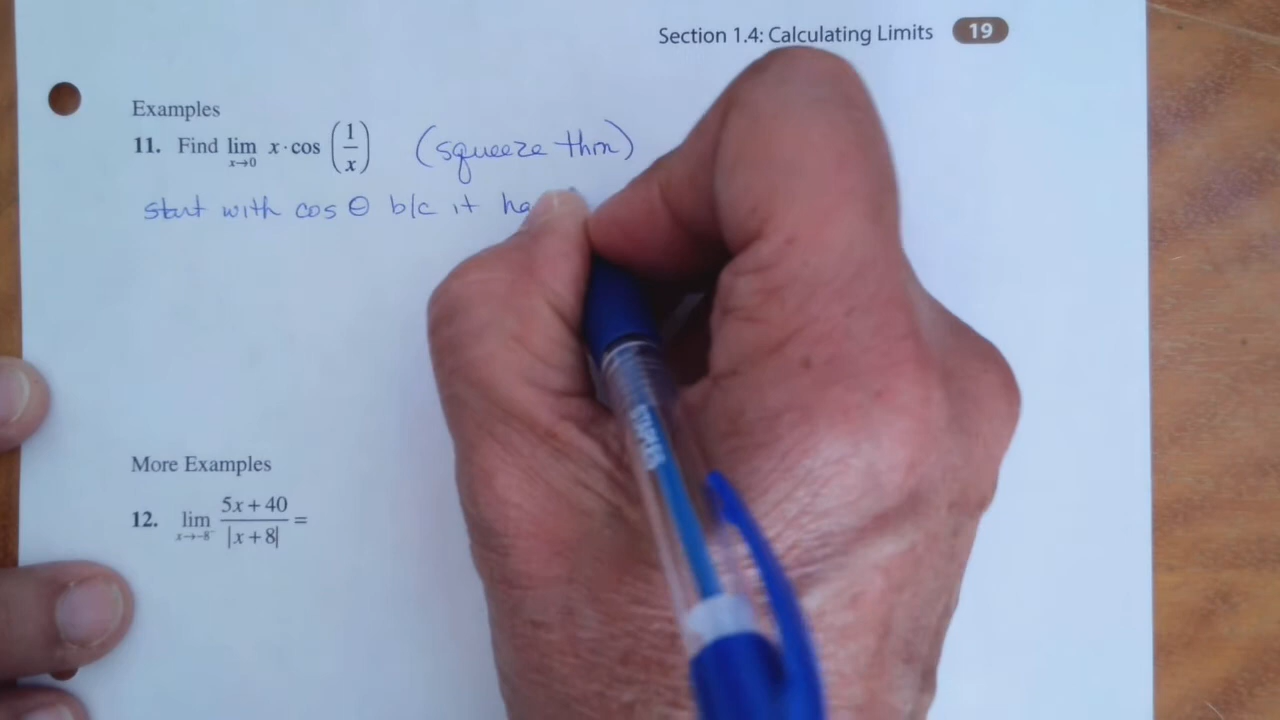 Section 1.4: Calculating Limits 19
Examples
11. Find lim x→0 x·cos (1/x) (squeeze thm)
start with cos θ b/c it ha
More Examples
12. lim x→-8⁻ 5x+40 / |x+8| =
STAPLES